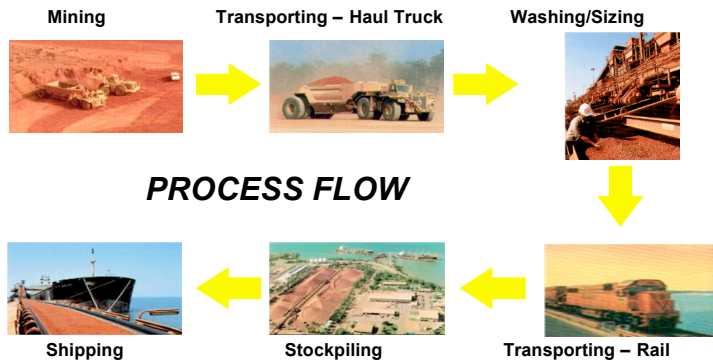 Mining
Transporting – Haul Truck
Washing/Sizing
PROCESS FLOW
Shipping
Stockpiling
Transporting – Rail